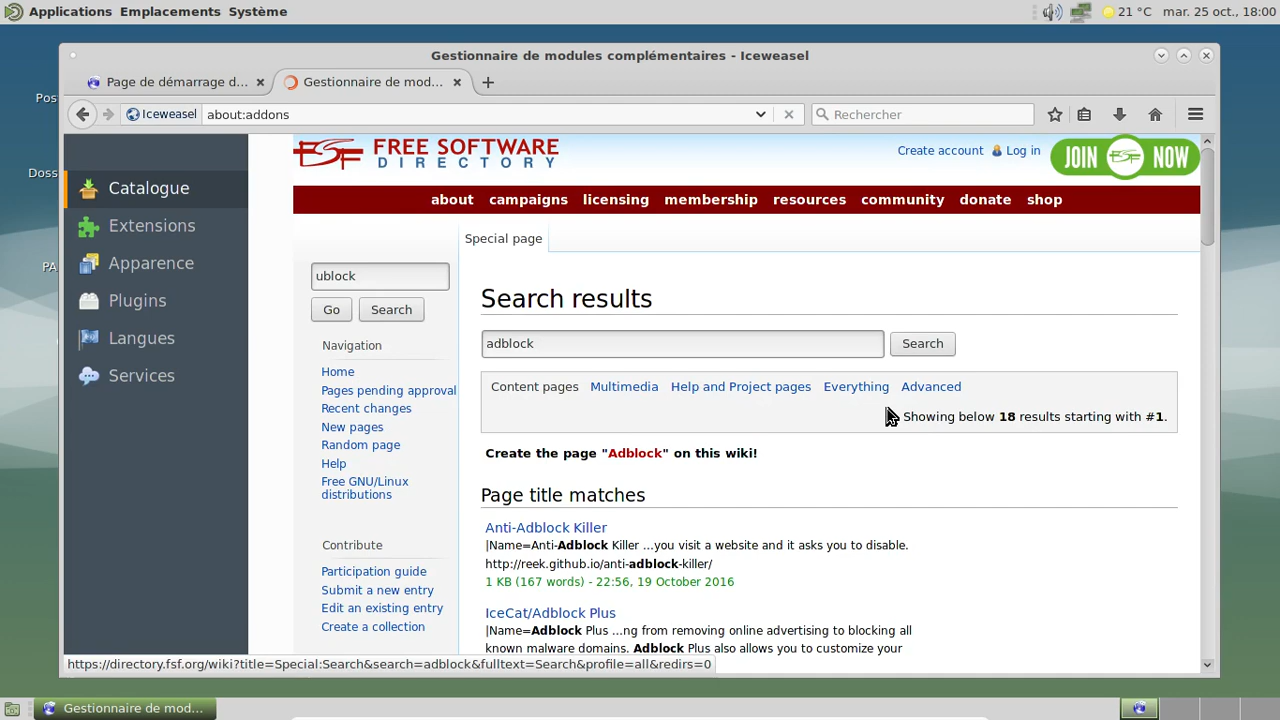 Applications Emplacements Système
21 °C mar. 25 oct., 18:00
Gestionnaire de modules complémentaires - Iceweasel
Page de démarrage d...
Gestionnaire de mod...
Iceweasel about:addons
Rechercher
Pos
Doss
PA
Catalogue
Extensions
Apparence
Plugins
Langues
Services
FSF FREE SOFTWARE
DIRECTORY
Create account Log in
JOIN FSF NOW
about campaigns licensing membership resources community donate shop
Special page
ublock
Go Search
Navigation
Home
Pages pending approval
Recent changes
New pages
Random page
Help
Free GNU/Linux
distributions
Contribute
Participation guide
Submit a new entry
Edit an existing entry
Create a collection
Search results
adblock
Search
Content pages Multimedia Help and Project pages Everything Advanced
Showing below 18 results starting with #1.
Create the page "Adblock" on this wiki!
Page title matches
Anti-Adblock Killer
|Name=Anti-Adblock Killer ...you visit a website and it asks you to disable.
http://reek.github.io/anti-adblock-killer/
1 KB (167 words) - 22:56, 19 October 2016
IceCat/Adblock Plus
|Name=Adblock Plus ...ng from removing online advertising to blocking all
known malware domains. Adblock Plus also allows you to customize your
https://directory.fsf.org/wiki?title=Special:Search&search=adblock&fulltext=Search&profile=all&redirs=0
Gestionnaire de mod...